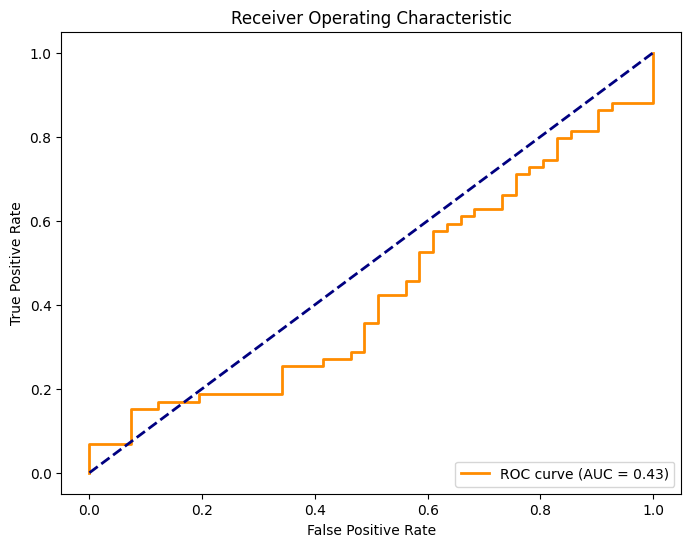 Receiver Operating Characteristic
1.0
0.8
0.6
0.4
0.2
0.0
True Positive Rate
ROC curve (AUC = 0.43)
0.0 0.2 0.4 0.6 0.8 1.0
False Positive Rate